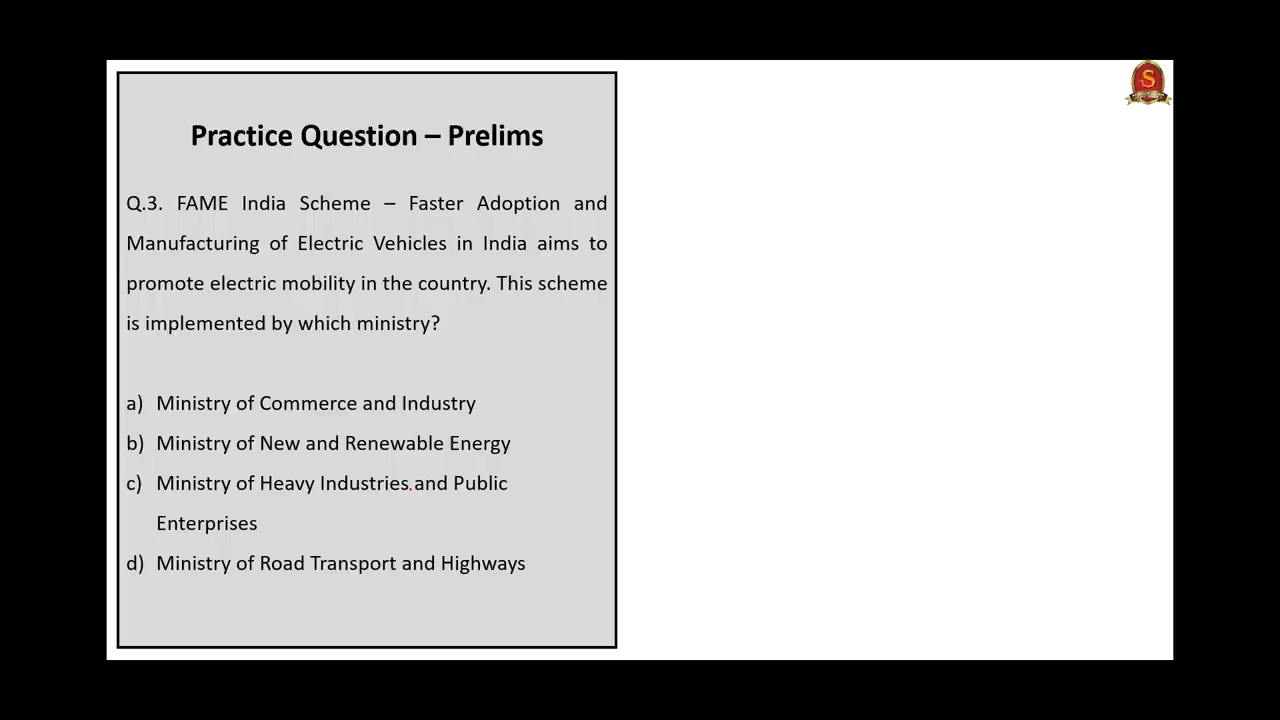 Practice Question – Prelims
Q.3. FAME India Scheme – Faster Adoption and
Manufacturing of Electric Vehicles in India aims to
promote electric mobility in the country. This scheme
is implemented by which ministry?
a) Ministry of Commerce and Industry
b) Ministry of New and Renewable Energy
c) Ministry of Heavy Industries and Public
Enterprises
d) Ministry of Road Transport and Highways
S